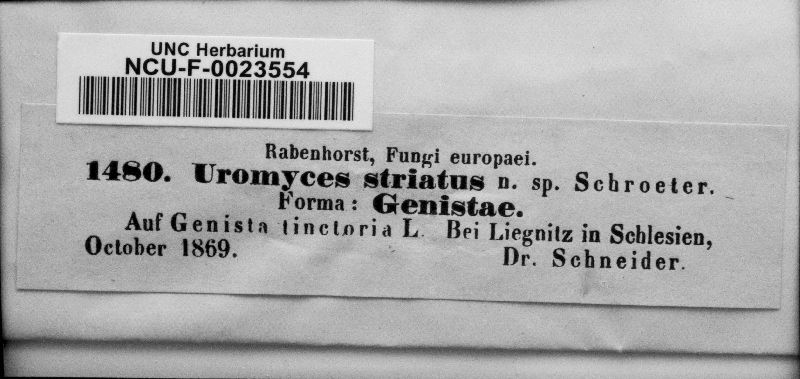 UNC Herbarium
NCU-F-0023554
Rabenhorst, Fungi europaei.
1480. Uromyces striatus n. sp. Schroeter.
Forma: Genistae.
Auf Genista tinctoria L. Bei Liegnitz in Schlesien,
October 1869. Dr. Schneider.